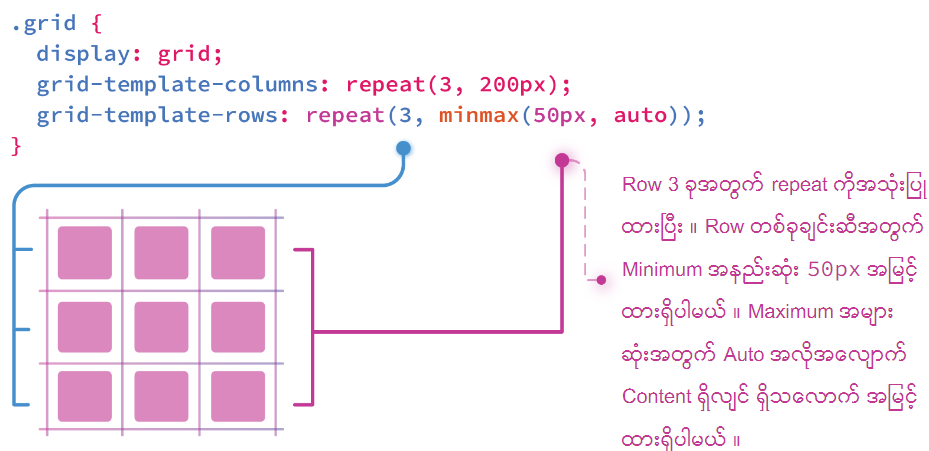 .grid {
  display: grid;
  grid-template-columns: repeat(3, 200px);
  grid-template-rows: repeat(3, minmax(50px, auto));
}
Row 3 ခုအတွက် repeat ကိုအသုံးပြု
ထားပြီး ။ Row တစ်ခုချင်းဆီအတွက်
Minimum အနည်းဆုံး 50px အမြင့်
ထားရှိပါမယ် ။ Maximum အများ
ဆုံးအတွက် Auto အလိုအလျောက်
Content ရှိလျင် ရှိသလောက် အမြင့်
ထားရှိပါမယ် ။